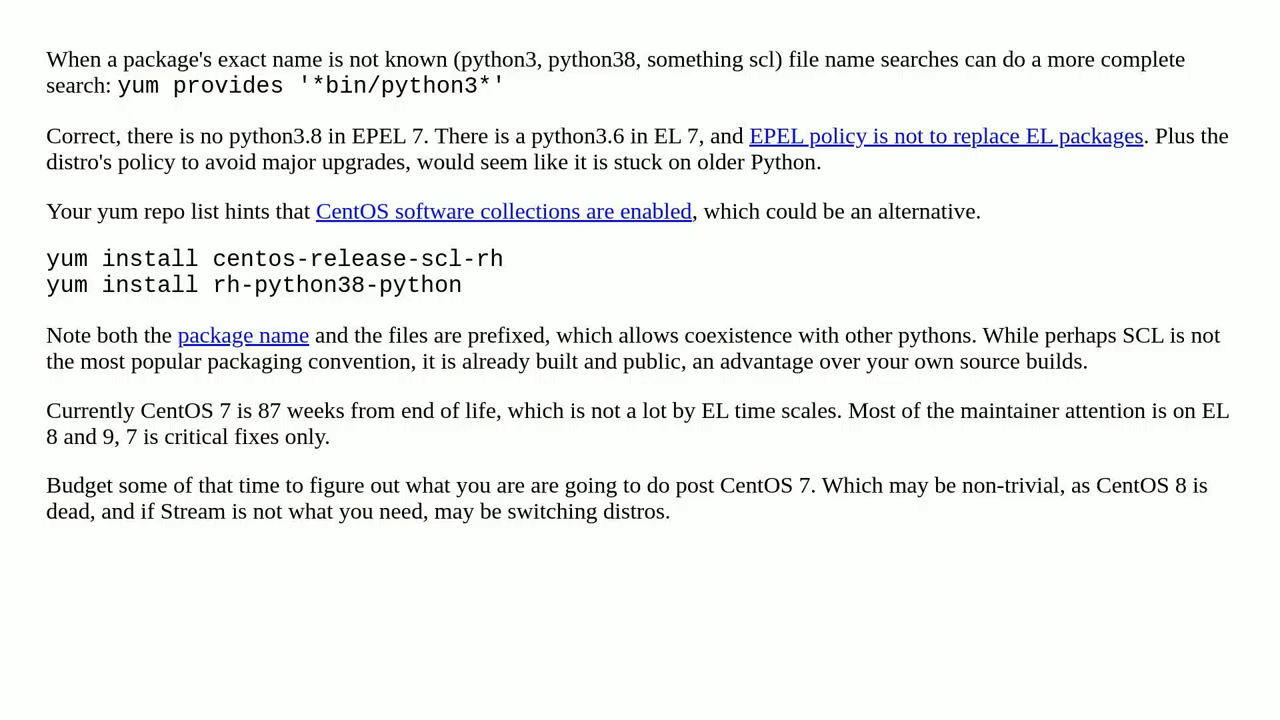 When a package's exact name is not known (python3, python38, something scl) file name searches can do a more complete
search: yum provides '*bin/python3*'
Correct, there is no python3.8 in EPEL 7. There is a python3.6 in EL 7, and EPEL policy is not to replace EL packages. Plus the
distro's policy to avoid major upgrades, would seem like it is stuck on older Python.
Your yum repo list hints that CentOS software collections are enabled, which could be an alternative.
yum install centos-release-scl-rh
yum install rh-python38-python
Note both the package name and the files are prefixed, which allows coexistence with other pythons. While perhaps SCL is not
the most popular packaging convention, it is already built and public, an advantage over your own source builds.
Currently CentOS 7 is 87 weeks from end of life, which is not a lot by EL time scales. Most of the maintainer attention is on EL
8 and 9, 7 is critical fixes only.
Budget some of that time to figure out what you are are going to do post CentOS 7. Which may be non-trivial, as CentOS 8 is
dead, and if Stream is not what you need, may be switching distros.